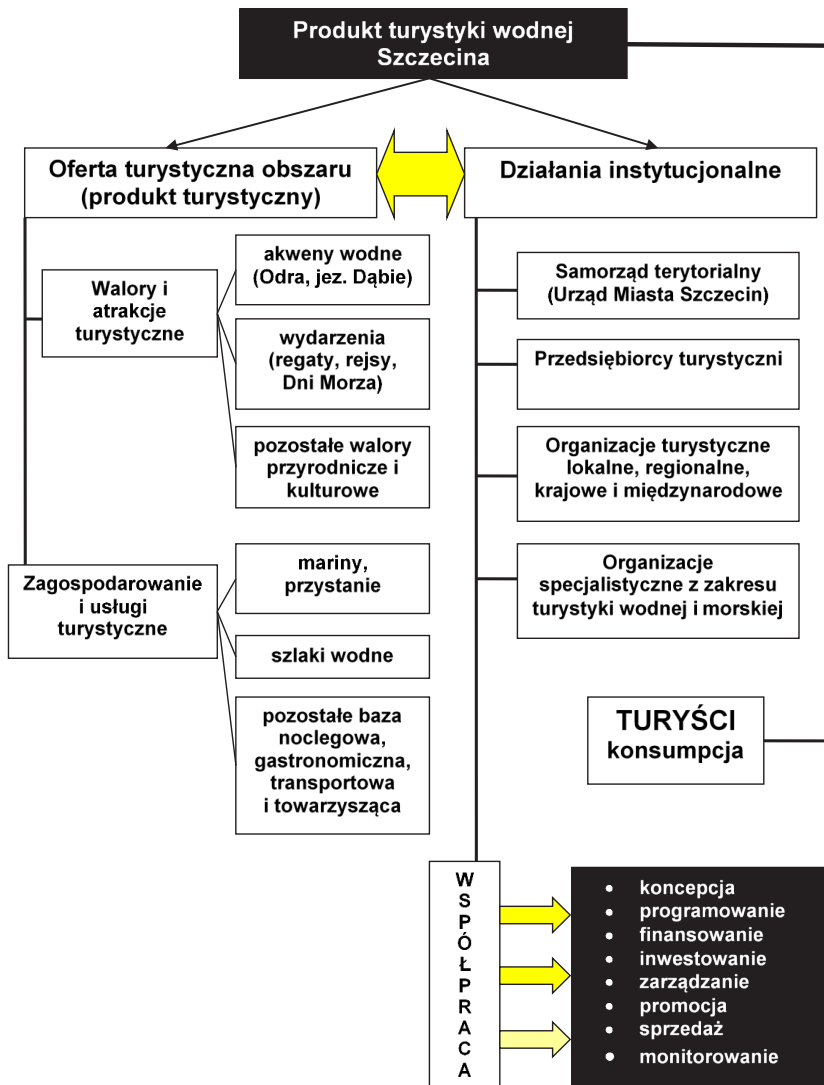 Produkt turystyki wodnej
Szczecina
Oferta turystyczna obszaru
(produkt turystyczny)
Działania instytucjonalne
Walory i
atrakcje
turystyczne
akweny wodne
(Odra, jez. Dąbie)
wydarzenia
(regaty, rejsy,
Dni Morza)
pozostałe walory
przyrodnicze i
kulturowe
Zagospodarowanie
i usługi
turystyczne
mariny,
przystanie
szlaki wodne
pozostałe baza
noclegowa,
gastronomiczna,
transportowa
i towarzysząca
Samorząd terytorialny
(Urząd Miasta Szczecin)
Przedsiębiorcy turystyczni
Organizacje turystyczne
lokalne, regionalne,
krajowe i międzynarodowe
Organizacje
specjalistyczne z zakresu
turystyki wodnej i morskiej
TURYŚCI
konsumpcja
W
S
P
Ó
Ł
P
R
A
C
A
• koncepcja
• programowanie
• finansowanie
• inwestowanie
• zarządzanie
• promocja
• sprzedaż
• monitorowanie